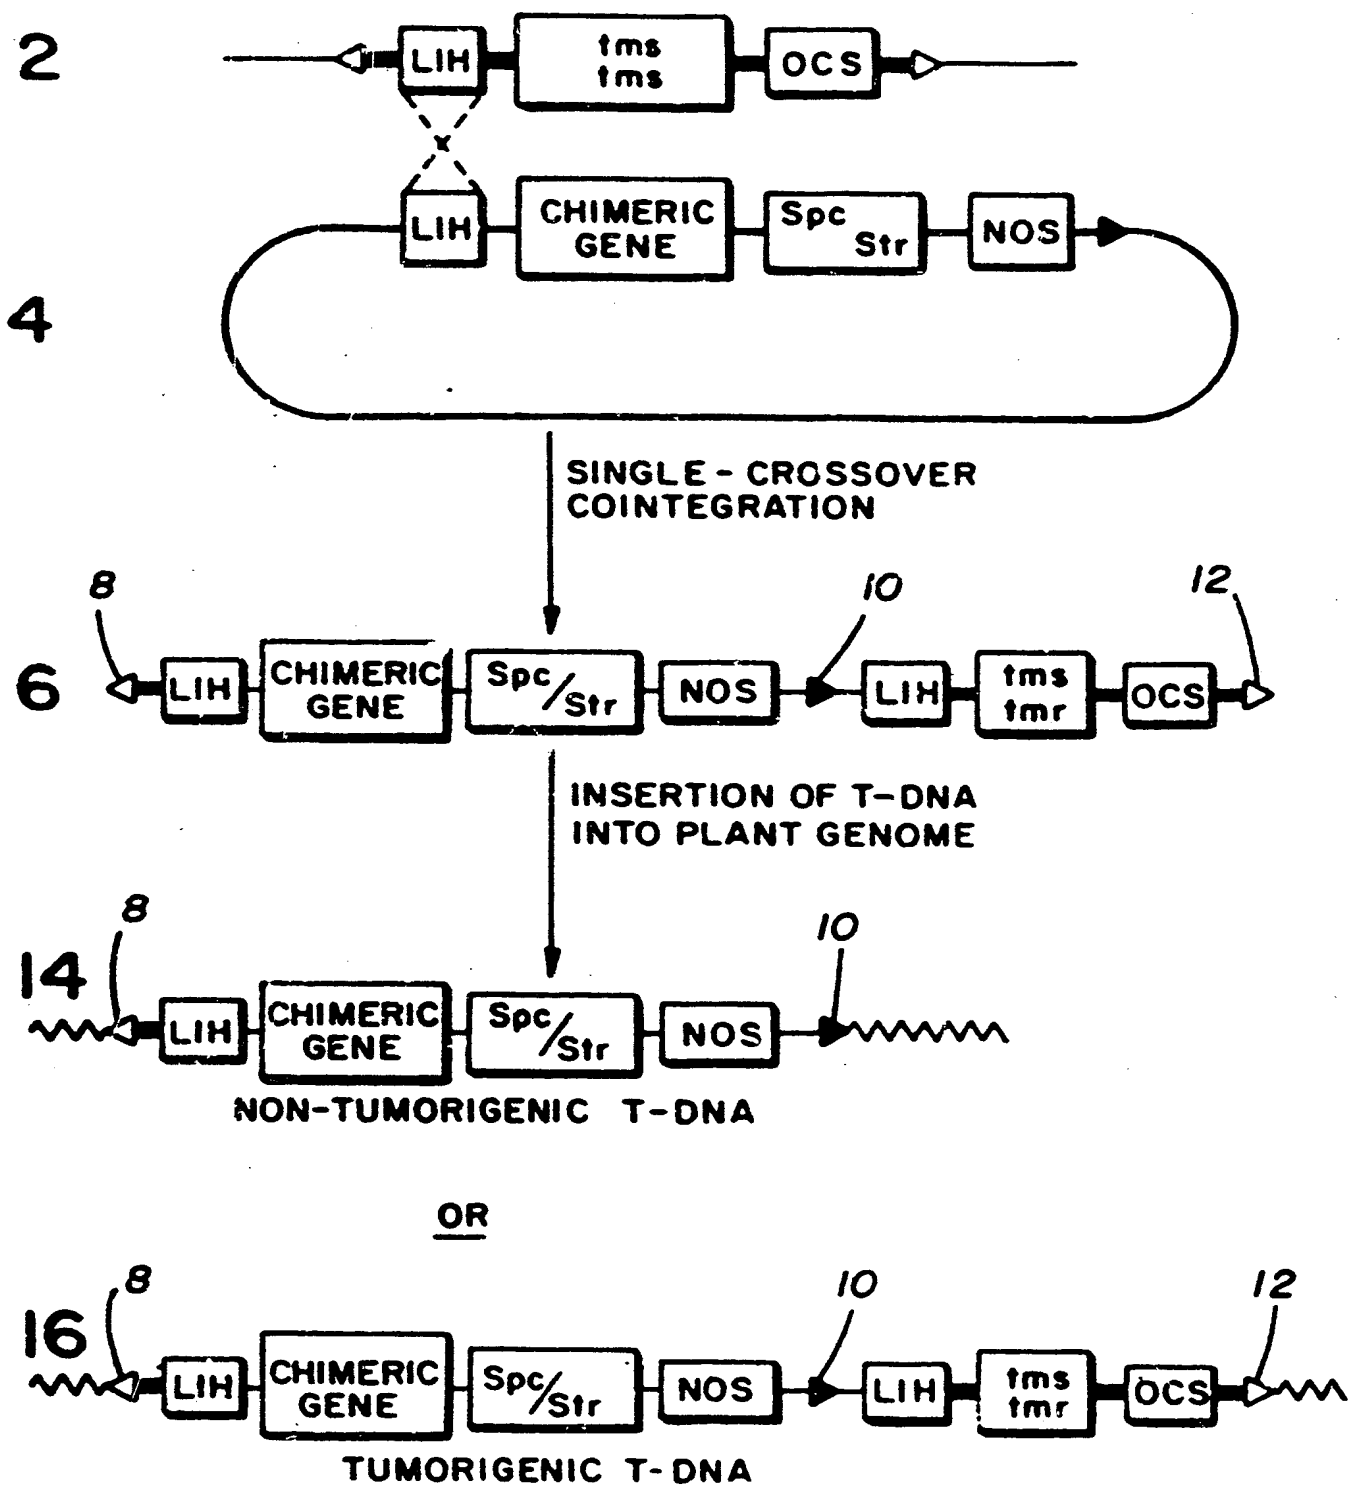 2
LIH
tms
tms
OCS
LIH
CHIMERIC
GENE
Spc
Str
NOS
4
SINGLE-CROSSOVER
COINTEGRATION
8
10
12
6
LIH
CHIMERIC
GENE
Spc/Str
NOS
LIH
tms
tmr
OCS
INSERTION OF T-DNA
INTO PLANT GENOME
8
10
14
LIH
CHIMERIC
GENE
Spc/Str
NOS
NON-TUMORIGENIC T-DNA
OR
8
10
12
16
LIH
CHIMERIC
GENE
Spc/Str
NOS
LIH
tms
tmr
OCS
TUMORIGENIC T-DNA